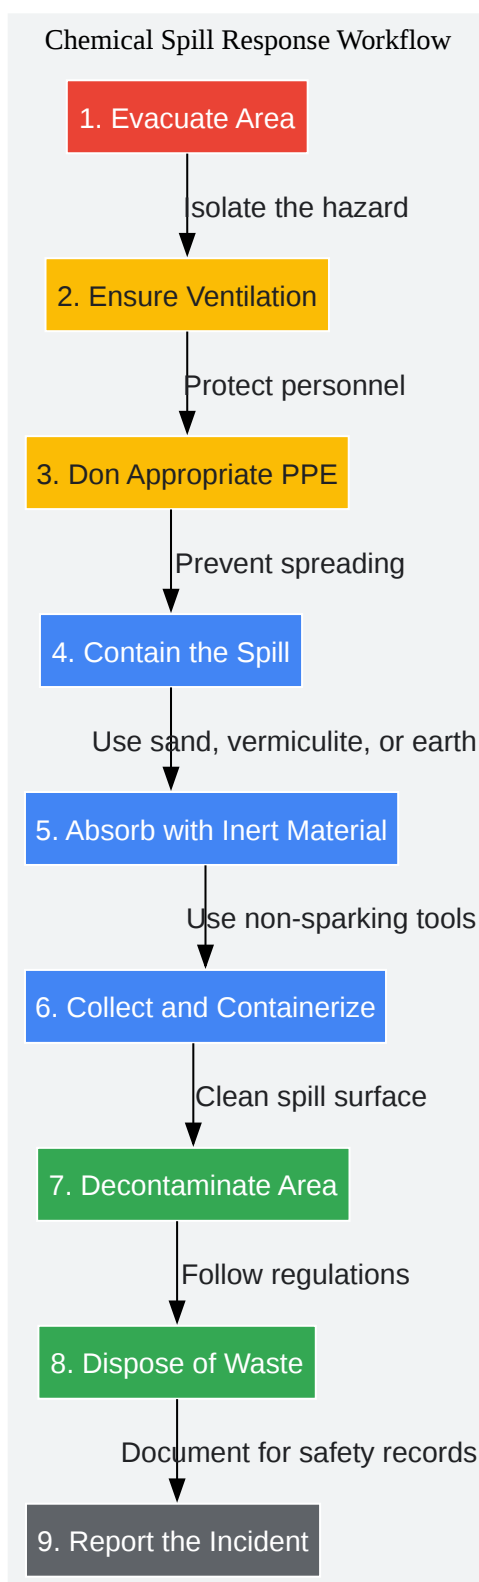 Chemical Spill Response Workflow
1. Evacuate Area
Isolate the hazard
2. Ensure Ventilation
Protect personnel
3. Don Appropriate PPE
Prevent spreading
4. Contain the Spill
Use sand, vermiculite, or earth
5. Absorb with Inert Material
Use non-sparking tools
6. Collect and Containerize
Clean spill surface
7. Decontaminate Area
Follow regulations
8. Dispose of Waste
Document for safety records
9. Report the Incident